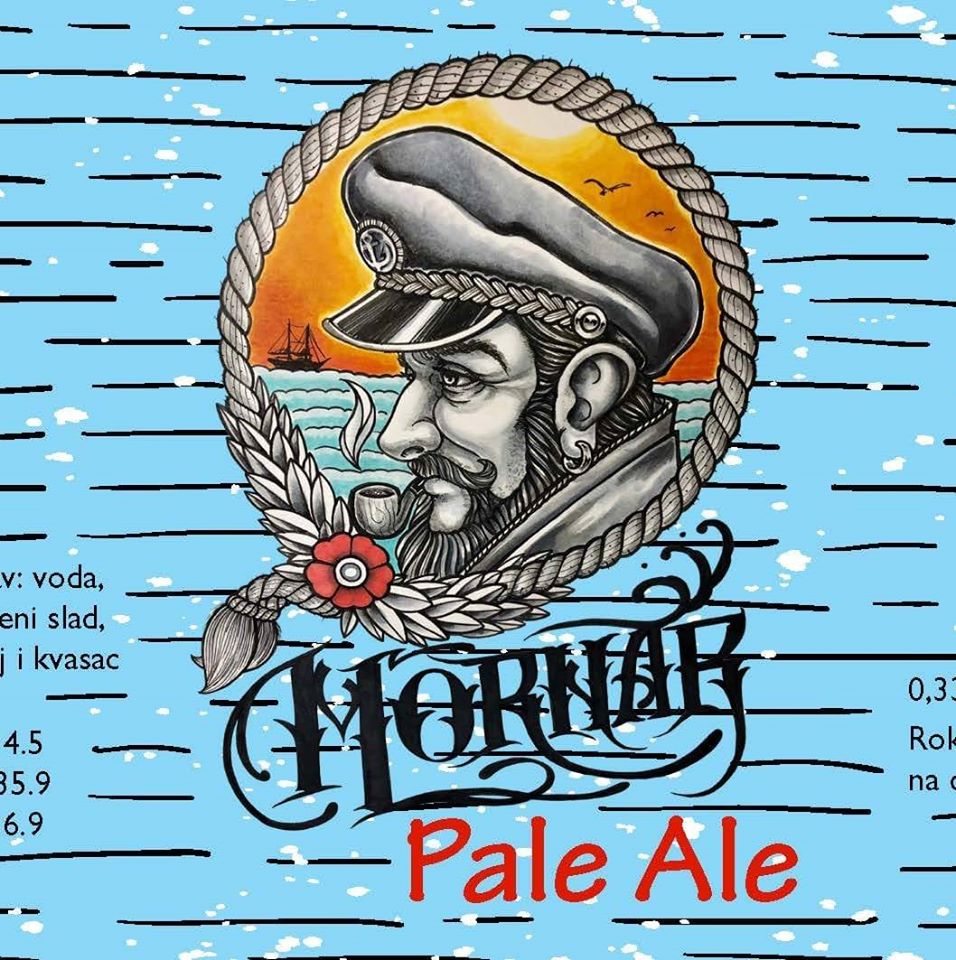 v: voda,
eni slad,
j i kvasac
4.5
35.9
6.9
MORNAR
Pale Ale
0,33
Rok
na